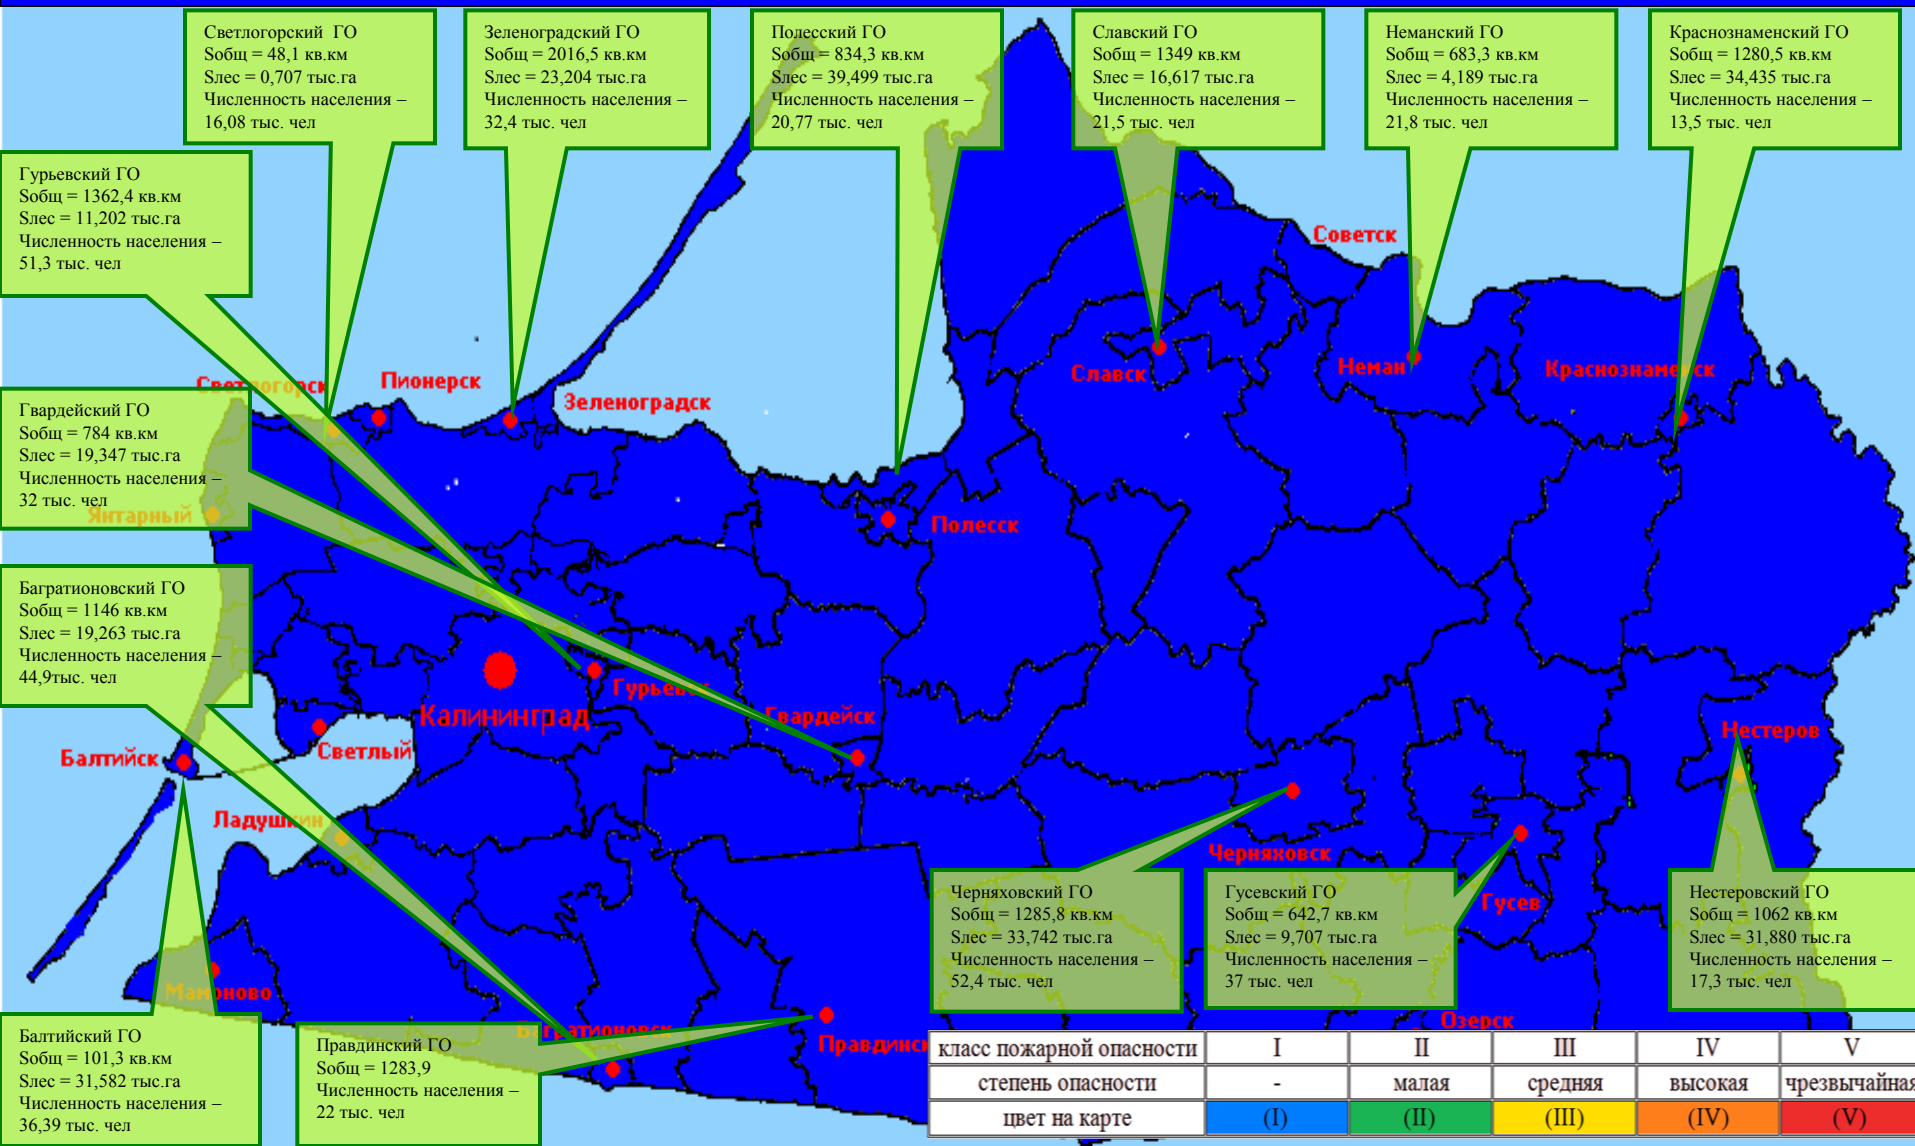 Светлогорский ГО
Sобщ = 48,1 кв.км
Sлес = 0,707 тыс.га
Численность населения –
16,08 тыс. чел
Зеленоградский ГО
Sобщ = 2016,5 кв.км
Sлес = 23,204 тыс.га
Численность населения –
32,4 тыс. чел
Полесский ГО
Sобщ = 834,3 кв.км
Sлес = 39,499 тыс.га
Численность населения –
20,77 тыс. чел
Славский ГО
Sобщ = 1349 кв.км
Sлес = 16,617 тыс.га
Численность населения –
21,5 тыс. чел
Неманский ГО
Sобщ = 683,3 кв.км
Sлес = 4,189 тыс.га
Численность населения –
21,8 тыс. чел
Краснознаменский ГО
Sобщ = 1280,5 кв.км
Sлес = 34,435 тыс.га
Численность населения –
13,5 тыс. чел
Гурьевский ГО
Sобщ = 1362,4 кв.км
Sлес = 11,202 тыс.га
Численность населения –
51,3 тыс. чел
Советск
Светлогорск
Пионерск
Зеленоградск
Славск
Неман
Краснознаменск
Гвардейский ГО
Sобщ = 784 кв.км
Sлес = 19,347 тыс.га
Численность населения –
32 тыс. чел
Янтарный
Полесск
Багратионовский ГО
Sобщ = 1146 кв.км
Sлес = 19,263 тыс.га
Численность населения –
44,9тыс. чел
Гурьевск
Калининград
Гвардейск
Нестеров
Балтийск
Светлый
Ладушкин
Черняховск
Гусев
Черняховский ГО
Sобщ = 1285,8 кв.км
Sлес = 33,742 тыс.га
Численность населения –
52,4 тыс. чел
Гусевский ГО
Sобщ = 642,7 кв.км
Sлес = 9,707 тыс.га
Численность населения –
37 тыс. чел
Нестеровский ГО
Sобщ = 1062 кв.км
Sлес = 31,880 тыс.га
Численность населения –
17,3 тыс. чел
Мамоново
Багратионовск
Правдинск
Озерск
Балтийский ГО
Sобщ = 101,3 кв.км
Sлес = 31,582 тыс.га
Численность населения –
36,39 тыс. чел
Правдинский ГО
Sобщ = 1283,9
Численность населения –
22 тыс. чел
класс пожарной опасности I II III IV V
степень опасности - малая средняя высокая чрезвычайная
цвет на карте (I) (II) (III) (IV) (V)